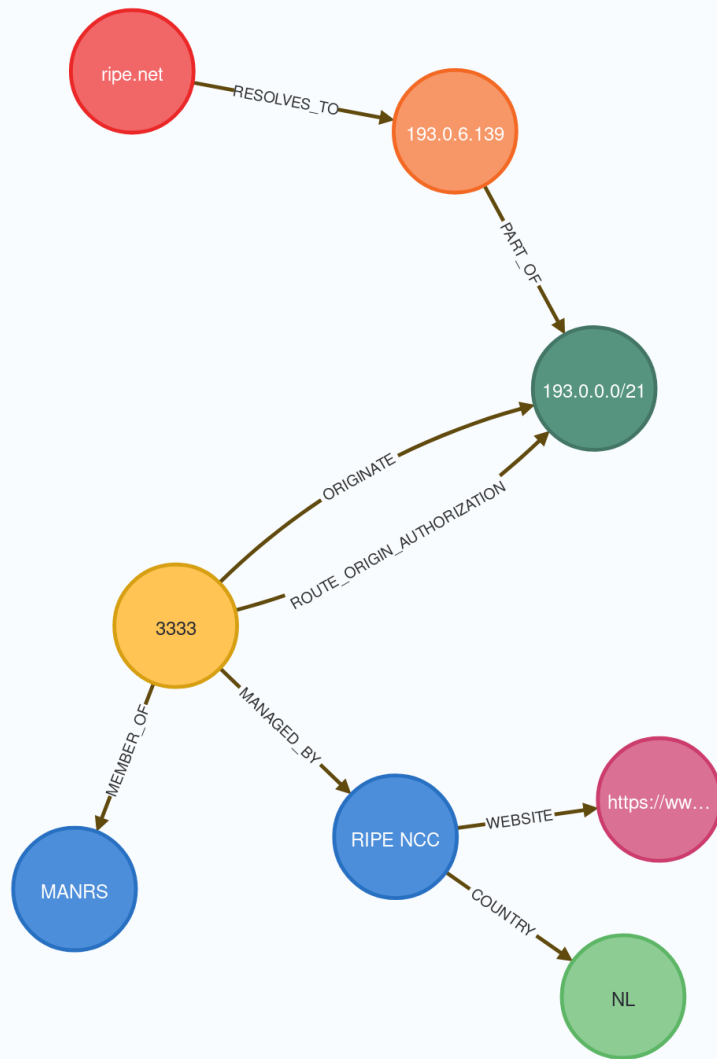 ripe.net
RESOLVES_TO
193.0.6.139
PART_OF
193.0.0.0/21
ORIGINATE
ROUTE_ORIGIN_AUTHORIZATION
3333
MEMBER_OF
MANAGED_BY
https://ww...
WEBSITE
RIPE NCC
MANRS
COUNTRY
NL